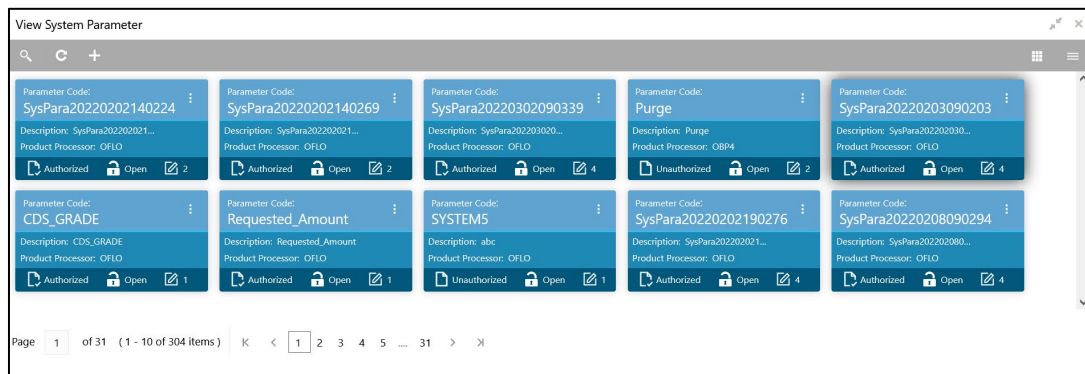 View System Parameter
Parameter Code:
SysPara20220202140224
Description: SysPara202202021...
Product Processor: OFLO
Authorized Open 2
Parameter Code:
SysPara20220202140269
Description: SysPara202202021...
Product Processor: OFLO
Authorized Open 2
Parameter Code:
SysPara20220302090339
Description: SysPara202203020...
Product Processor: OFLO
Authorized Open 4
Parameter Code:
Purge
Description: Purge
Product Processor: OBP4
Unauthorized Open 2
Parameter Code:
SysPara20220203090203
Description: SysPara202202030...
Product Processor: OFLO
Authorized Open 4
Parameter Code:
CDS_GRADE
Description: CDS_GRADE
Product Processor: OFLO
Authorized Open 1
Parameter Code:
Requested_Amount
Description: Requested_Amount
Product Processor: OFLO
Authorized Open 1
Parameter Code:
SYSTEM5
Description: abc
Product Processor: OFLO
Unauthorized Open 1
Parameter Code:
SysPara20220202190276
Description: SysPara202202021...
Product Processor: OFLO
Authorized Open 4
Parameter Code:
SysPara20220208090294
Description: SysPara202202080...
Product Processor: OFLO
Authorized Open 4
Page 1 of 31 (1 - 10 of 304 items) 1 2 3 4 5 .... 31